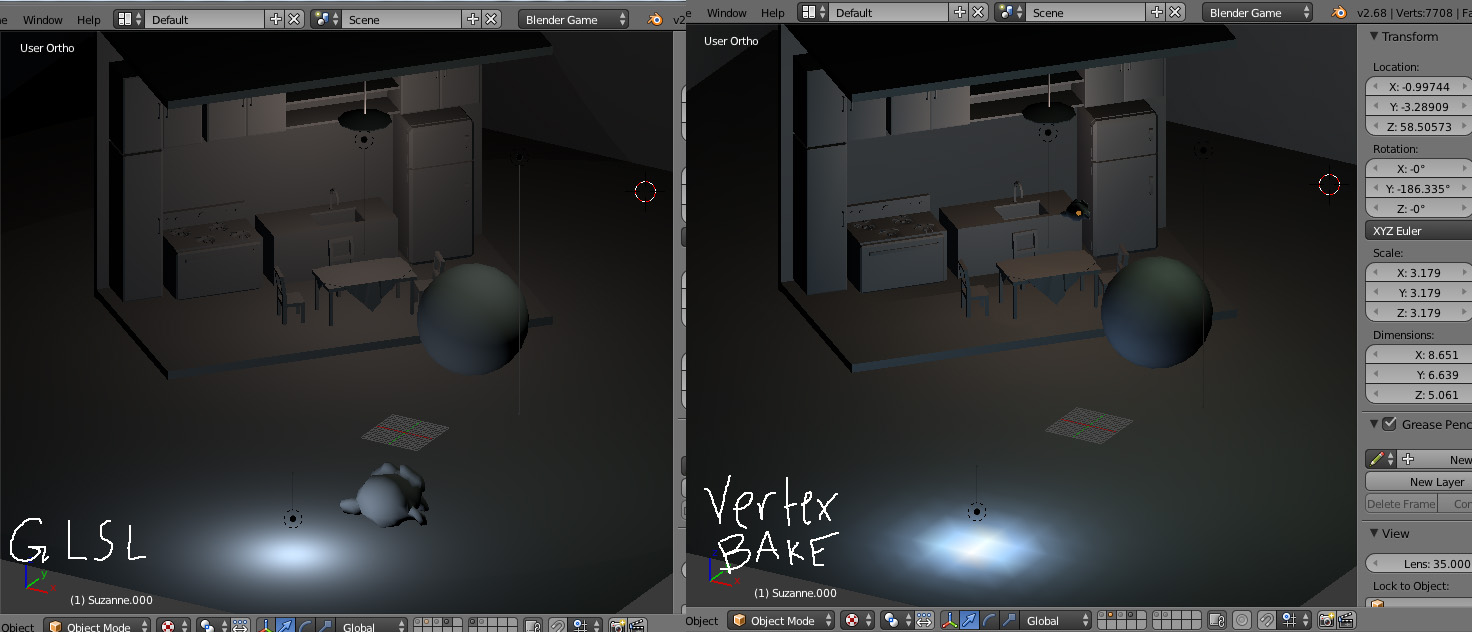 Window Help Default Scene Blender Game
User Ortho
GLSL
(1) Suzanne.000
Object Object Mode Global
Window Help Default Scene Blender Game v2.68 | Verts:7708 |
User Ortho
Vertex
BAKE
(1) Suzanne.000
Object Object Mode Global
Transform
Location:
X: -0.99744
Y: -3.28909
Z: 58.50573
Rotation:
X: -0°
Y: -186.335°
Z: -0°
XYZ Euler
Scale:
X: 3.179
Y: 3.179
Z: 3.179
Dimensions:
X: 8.651
Y: 6.639
Z: 5.061
Grease Penc
New
New Layer
Delete Frame
View
Lens: 35.000
Lock to Object: